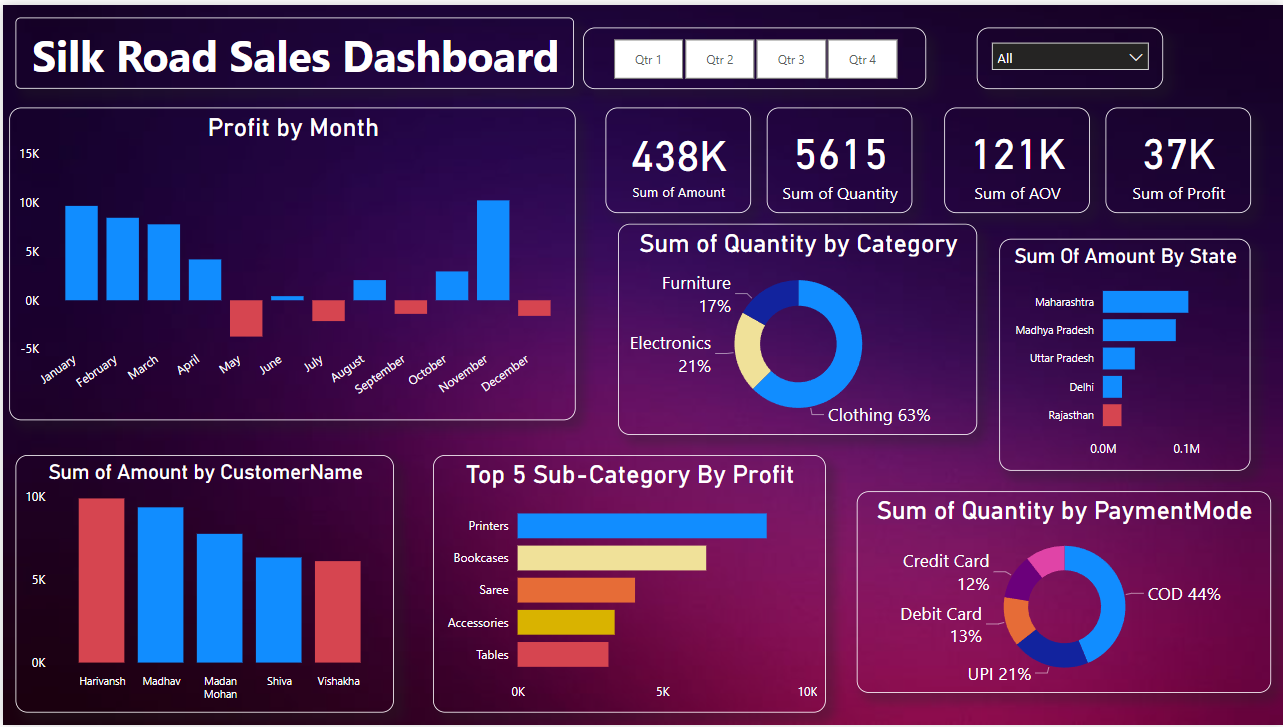 Silk Road Sales Dashboard
Qtr 1
Qtr 2
Qtr 3
Qtr 4
All
Profit by Month
15K
10K
5K
0K
-5K
January
February
March
April
May
June
July
August
September
October
November
December
438K
Sum of Amount
5615
Sum of Quantity
121K
Sum of AOV
37K
Sum of Profit
Sum of Quantity by Category
Furniture
17%
Electronics
21%
Clothing 63%
Sum Of Amount By State
Maharashtra
Madhya Pradesh
Uttar Pradesh
Delhi
Rajasthan
0.0M
0.1M
Sum of Amount by CustomerName
10K
5K
0K
Harivansh
Madhav
Madan
Mohan
Shiva
Vishakha
Top 5 Sub-Category By Profit
Printers
Bookcases
Saree
Accessories
Tables
0K
5K
10K
Sum of Quantity by PaymentMode
Credit Card
12%
Debit Card
13%
UPI 21%
COD 44%